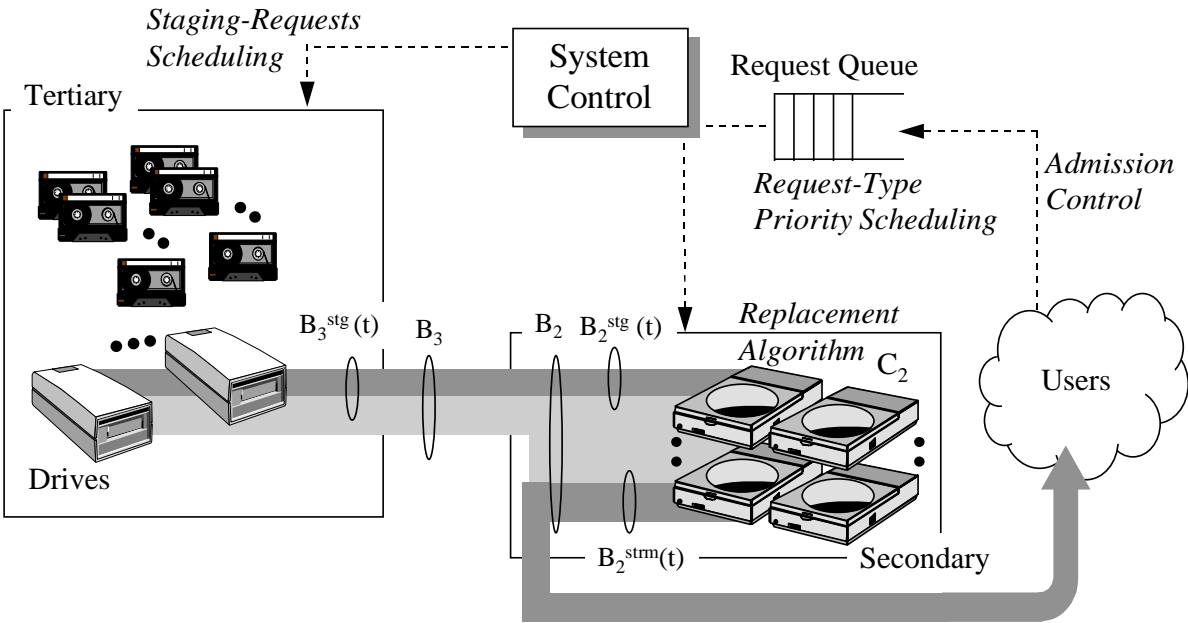 Staging-Requests
Scheduling
System
Control
Request Queue
Tertiary
Admission
Control
Request-Type
Priority Scheduling
B₃ˢᵗᵍ(t)
B₃
B₂
B₂ˢᵗᵍ(t)
Replacement
Algorithm
C₂
Users
Drives
B₂ˢᵗʳᵐ(t)
Secondary